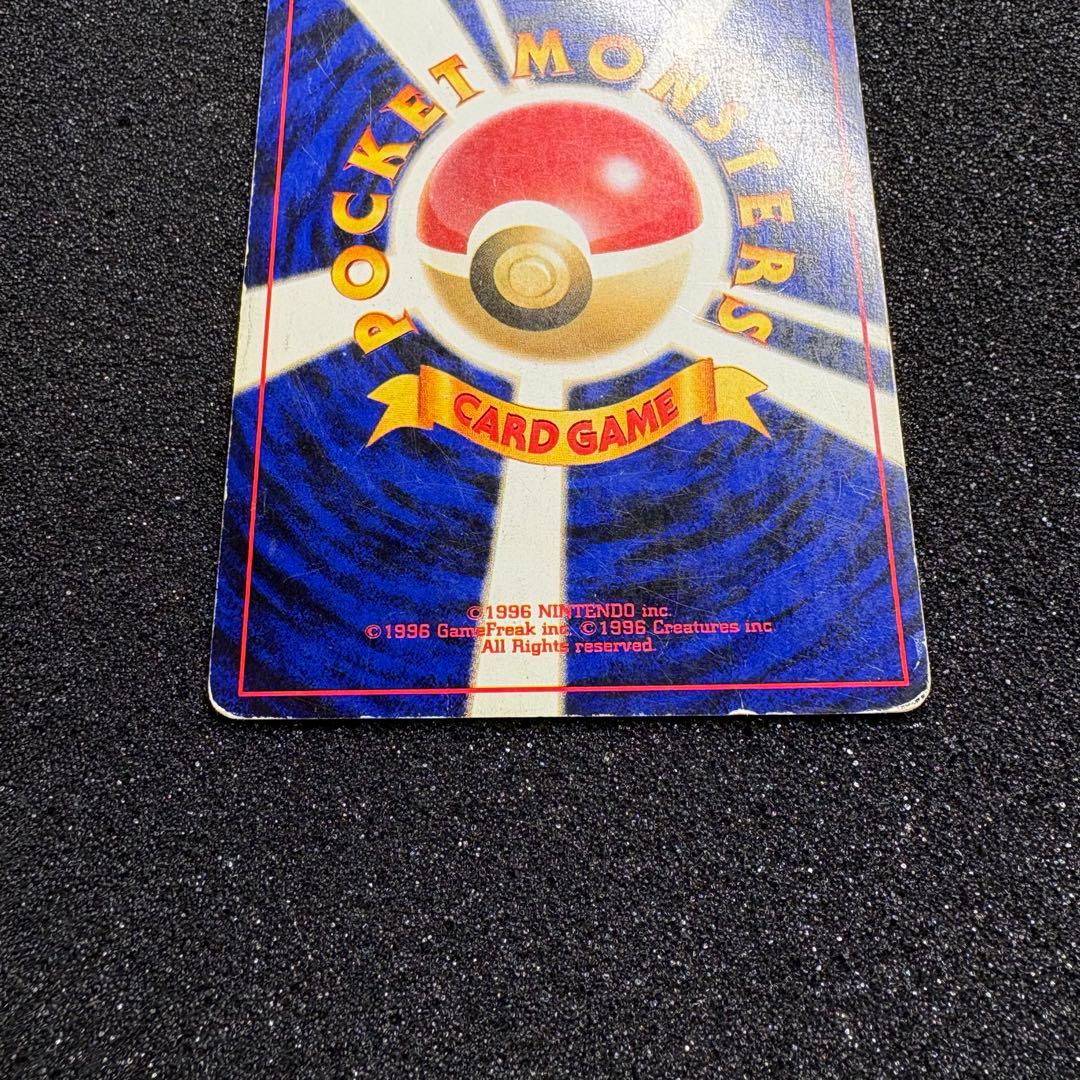 POCKET MONSTERS
CARD GAME
©1996 NINTENDO inc.
©1996 GameFreak inc. ©1996 Creatures inc
All Rights reserved.